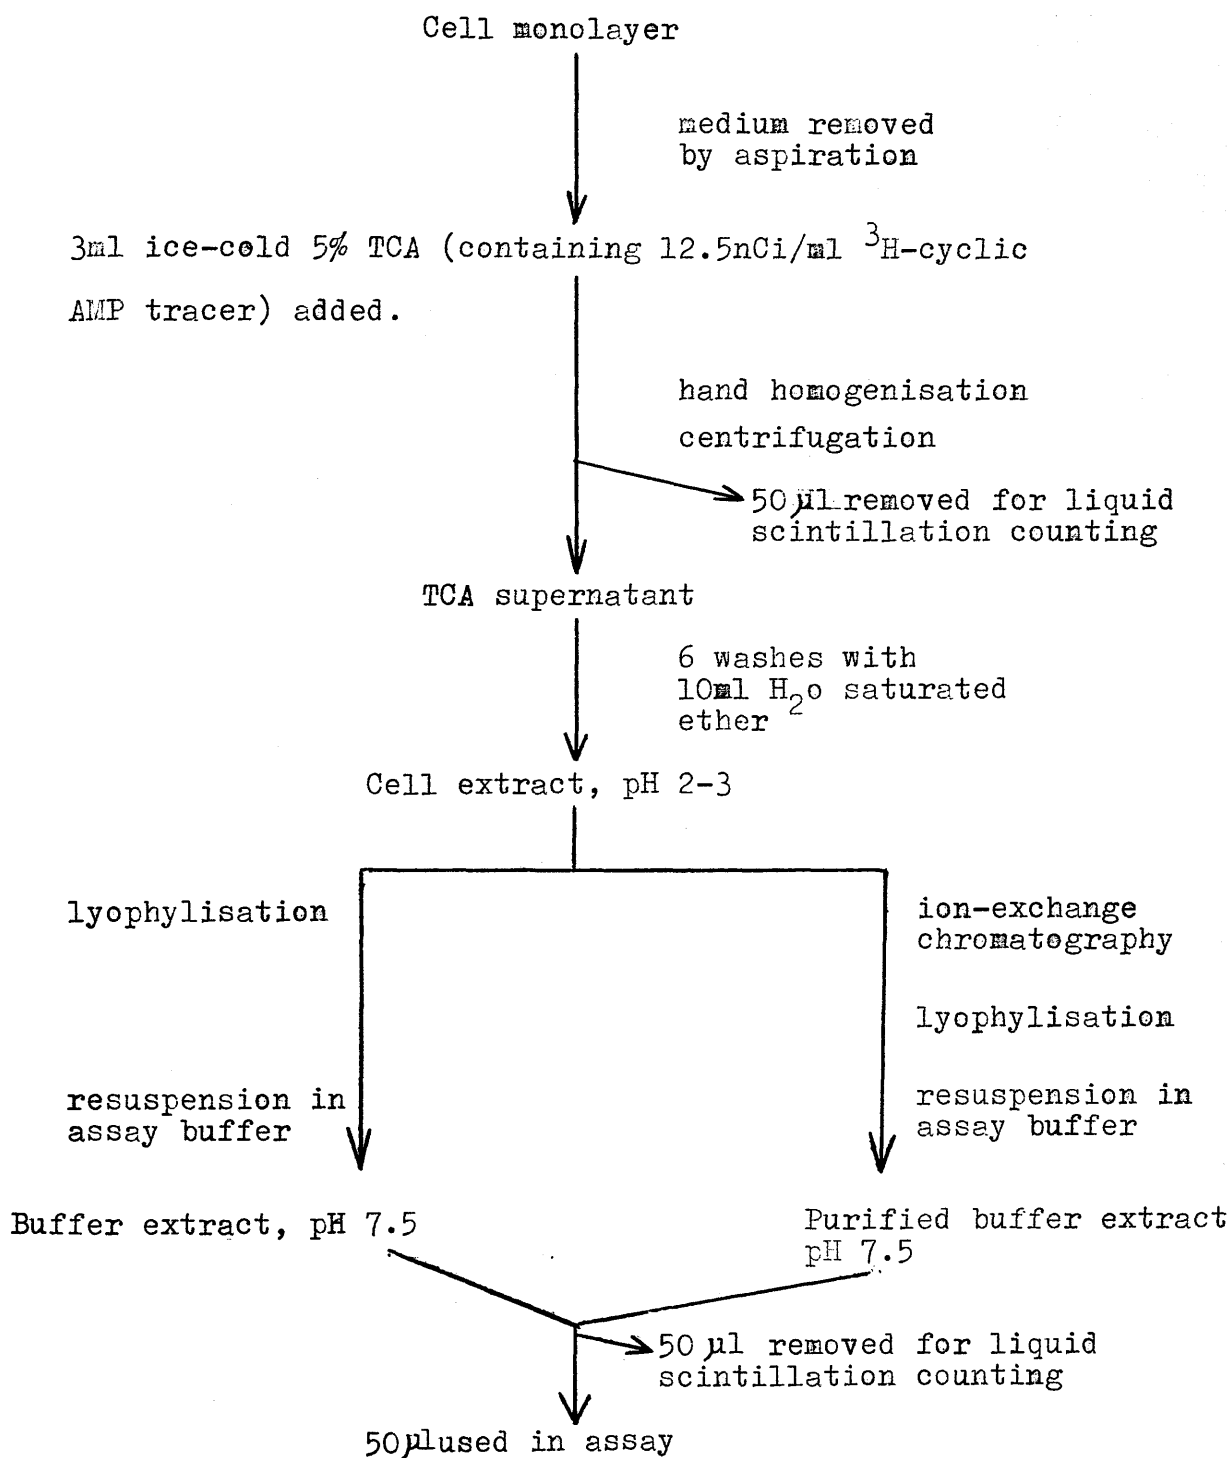 Cell monolayer
medium removed
by aspiration
3ml ice-cold 5% TCA (containing 12.5nCi/ml ³H-cyclic
AMP tracer) added.
hand homogenisation
centrifugation
50µl removed for liquid
scintillation counting
TCA supernatant
6 washes with
10ml H₂o saturated
ether
Cell extract, pH 2-3
lyophylisation
resuspension in
assay buffer
ion-exchange
chromatography
lyophylisation
resuspension in
assay buffer
Buffer extract, pH 7.5
Purified buffer extract
pH 7.5
50 µl removed for liquid
scintillation counting
50µlused in assay